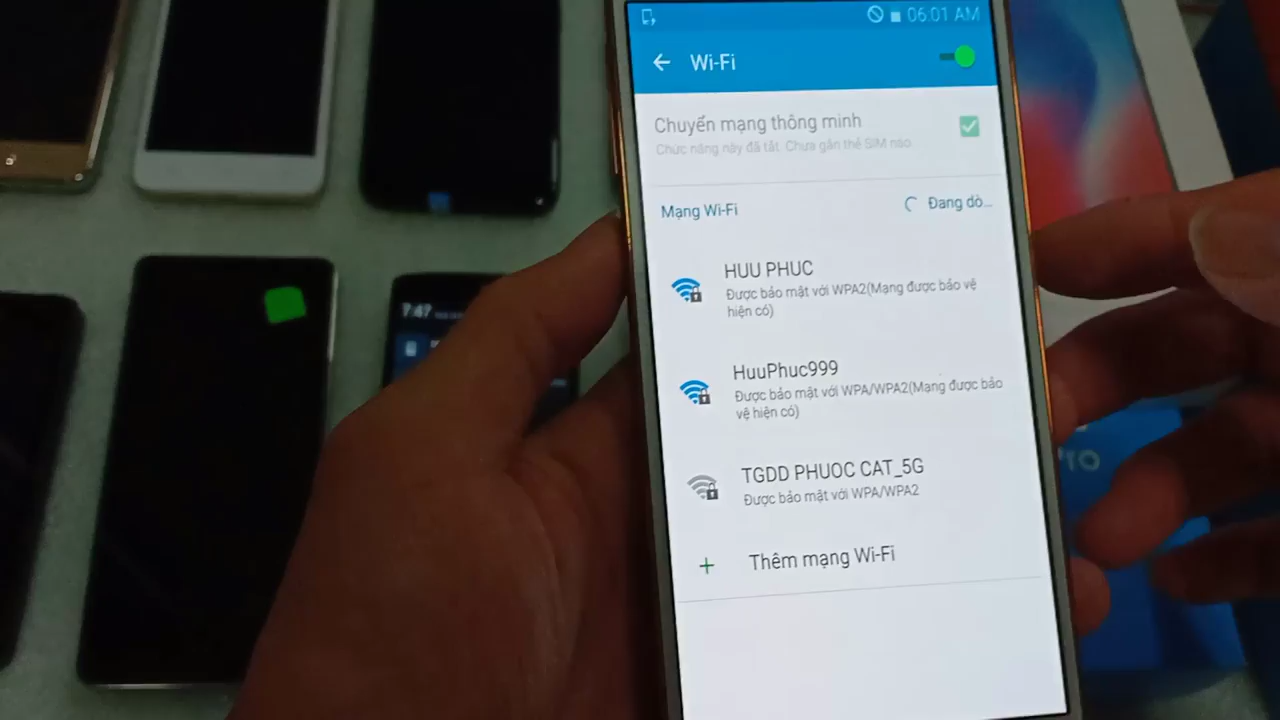 06:01 AM
Wi-Fi
Chuyển mạng thông minh
Chức năng này đã tắt. Chưa gắn thẻ SIM nào
Mạng Wi-Fi
Đang dò...
HUU PHUC
Được bảo mật với WPA2(Mạng được bảo vệ
hiện có)
HuuPhuc999
Được bảo mật với WPA/WPA2(Mạng được bảo
vệ hiện có)
TGDD PHUOC CAT_5G
Được bảo mật với WPA/WPA2
Thêm mạng Wi-Fi
7:47